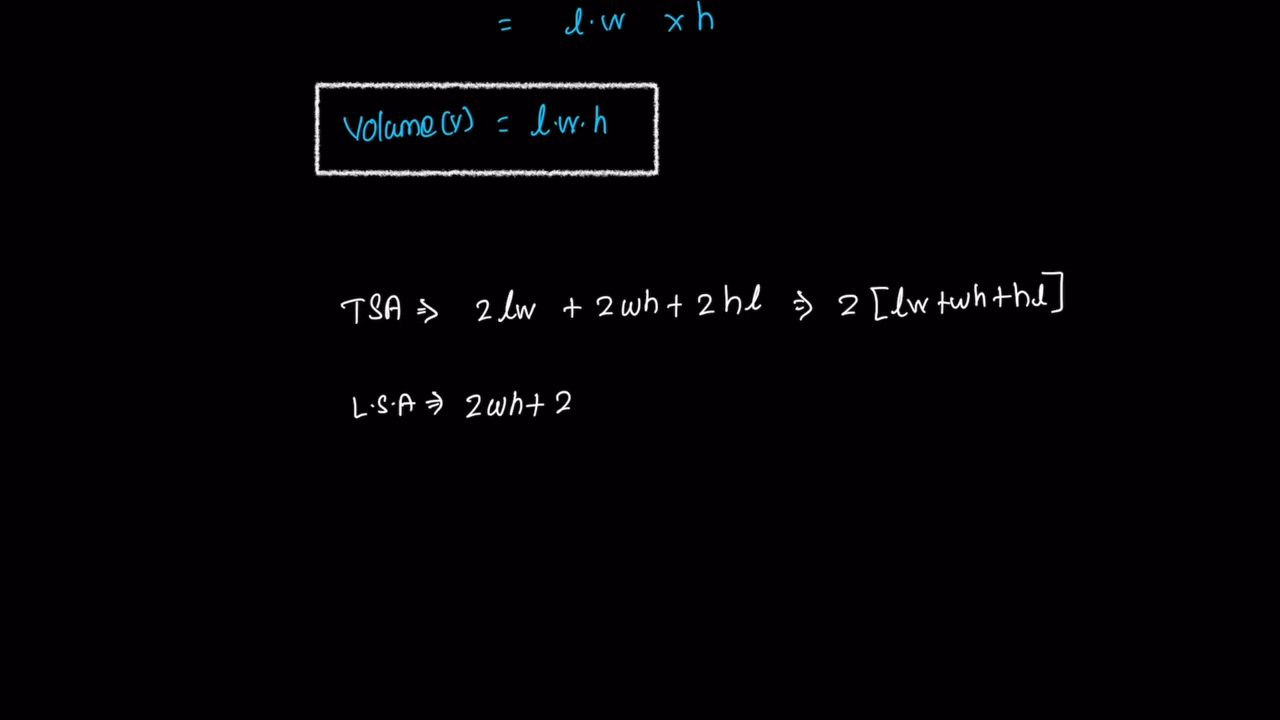 = l·w × h
Volume(v) = l·w·h
TSA ⇒ 2lw + 2wh + 2hl ⇒ 2 [lw+wh+hl]
L.S.A ⇒ 2wh + 2